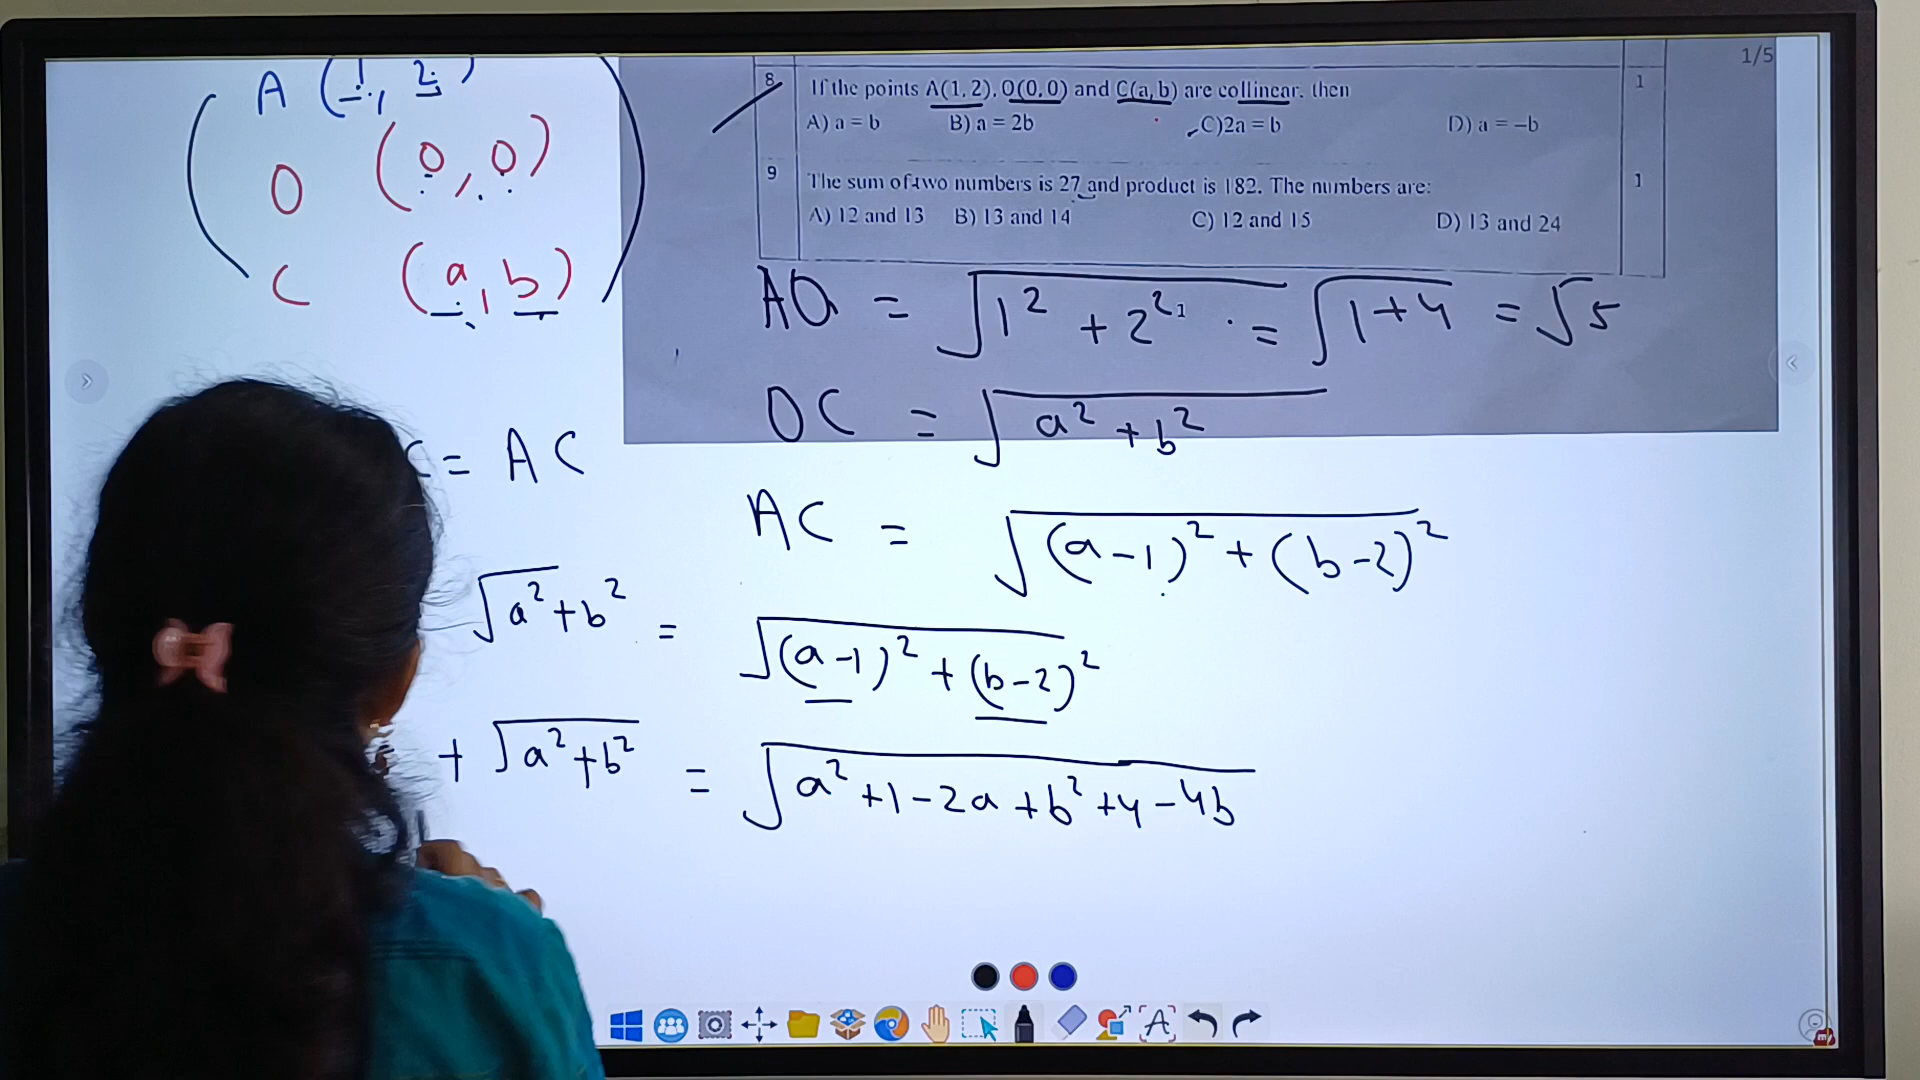 1/5
A (1, 2)
O (0, 0)
C (a, b)
8 If the points A(1, 2), O(0, 0) and C(a, b) are collinear, then 1
A) a = b B) a = 2b C)2a = b D) a = −b
9 The sum of two numbers is 27 and product is 182. The numbers are: 1
A) 12 and 13 B) 13 and 14 C) 12 and 15 D) 13 and 24
AO = √1² + 2² = √1+4 = √5
OC = √a² + b²
C = AC
AC = √(a−1)² + (b−2)²
√a² + b² = √(a−1)² + (b−2)²
+ √a² + b² = √a² +1 −2a + b² +4 −4b